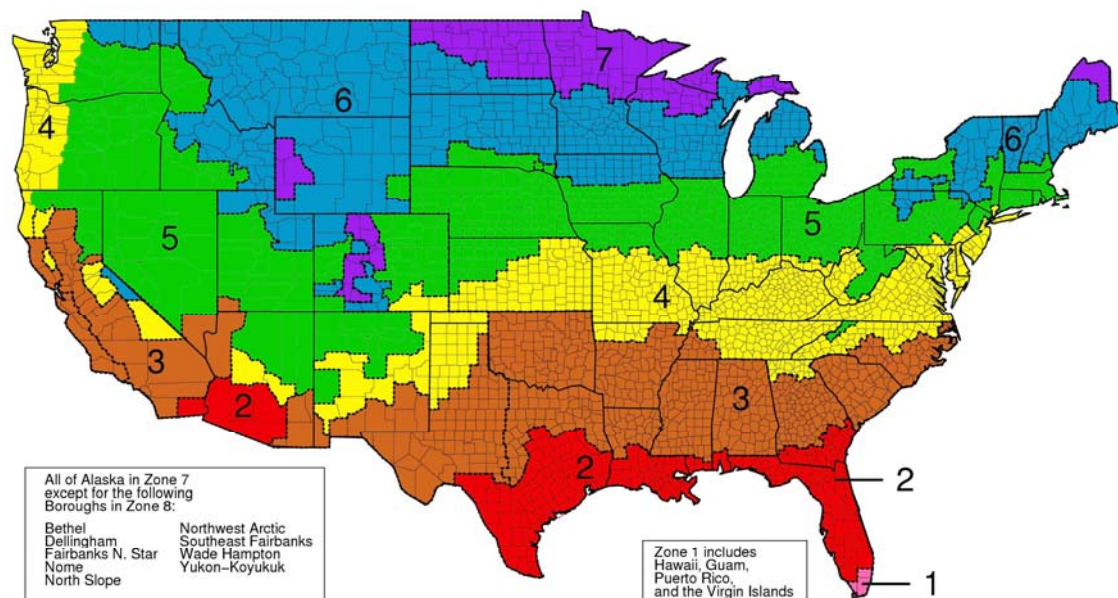 7
6
4
6
5
5
4
3
3
2
2
2
1
All of Alaska in Zone 7
except for the following
Boroughs in Zone 8:
Bethel Northwest Arctic
Dellingham Southeast Fairbanks
Fairbanks N. Star Wade Hampton
Nome Yukon-Koyukuk
North Slope
Zone 1 includes
Hawaii, Guam,
Puerto Rico,
and the Virgin Islands